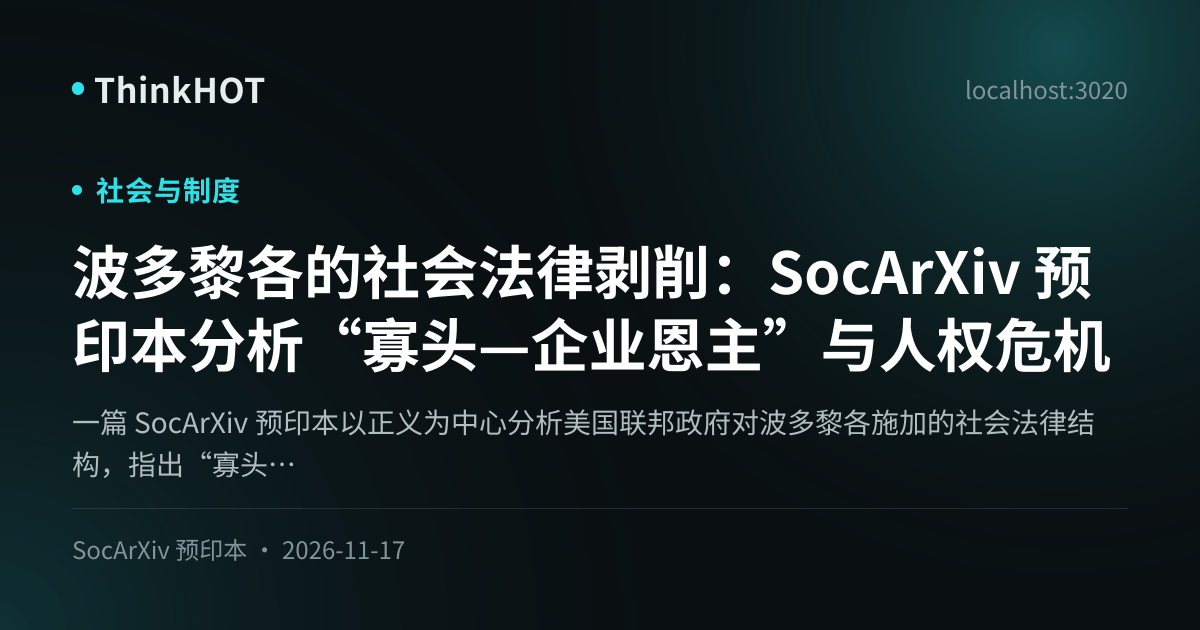 ThinkHOT
localhost:3020
社会与制度
波多黎各的社会法律剥削：SocArXiv 预
印本分析“寡头—企业恩主”与人权危机
一篇 SocArXiv 预印本以正义为中心分析美国联邦政府对波多黎各施加的社会法律结
构，指出“寡头…
SocArXiv 预印本 · 2026-11-17